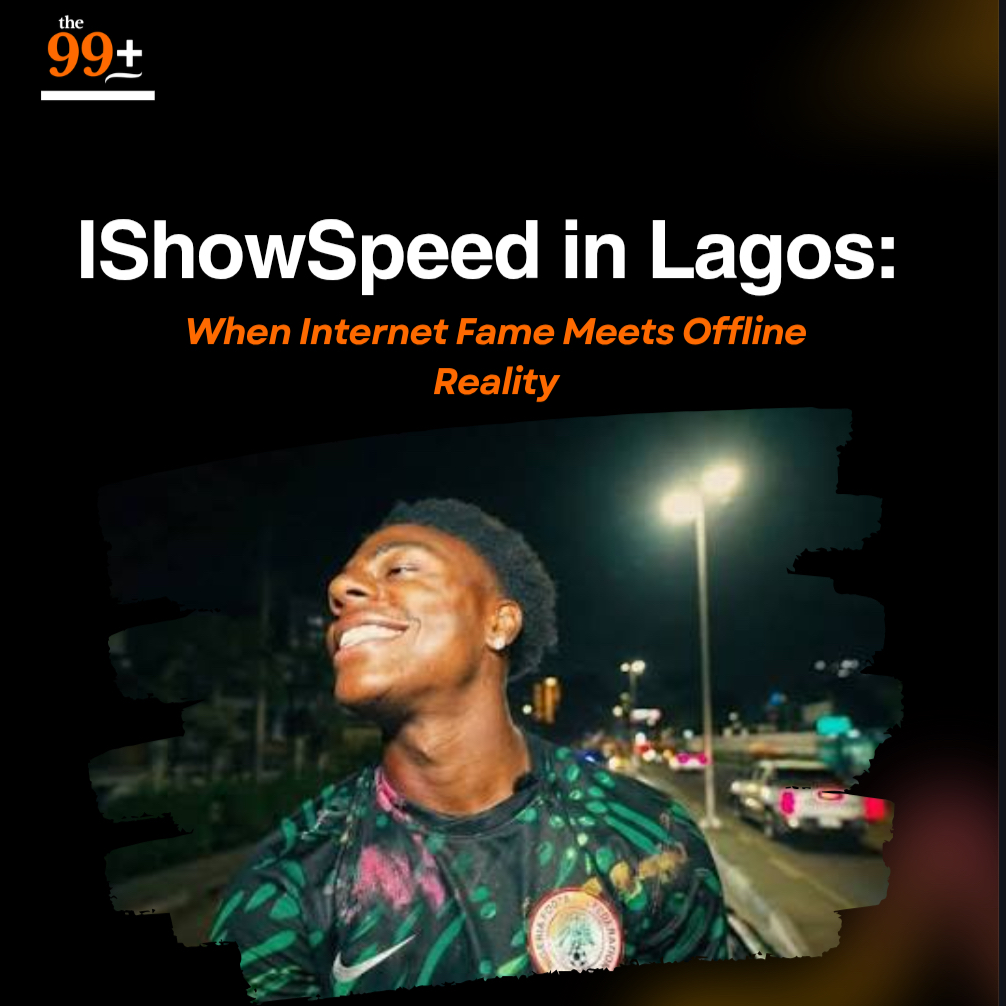 the
99+
IShowSpeed in Lagos:
When Internet Fame Meets Offline
Reality